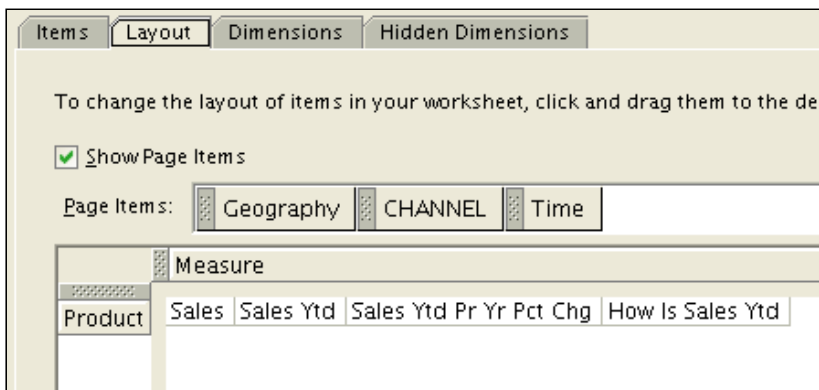 Items Layout Dimensions Hidden Dimensions
To change the layout of items in your worksheet, click and drag them to the de
Show Page Items
Page Items: Geography CHANNEL Time
Measure
Product Sales Sales Ytd Sales Ytd Pr Yr Pct Chg How Is Sales Ytd